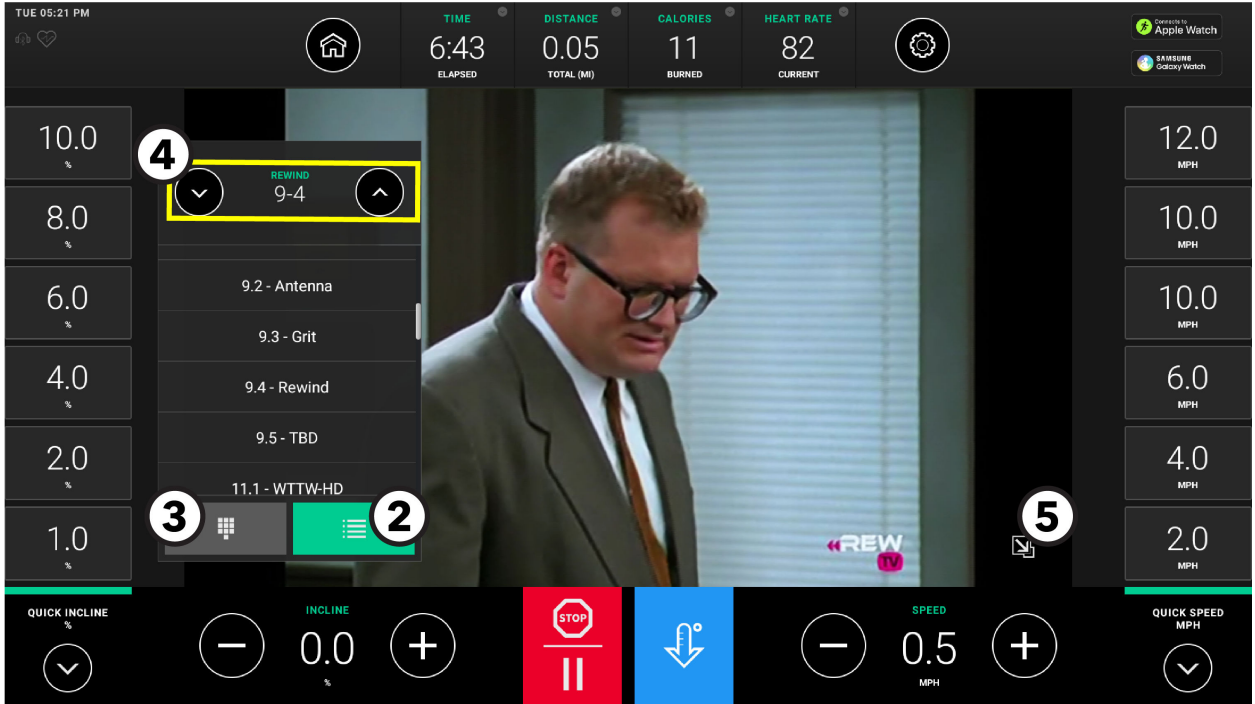 TUE 05:21 PM
TIME
6:43
ELAPSED
DISTANCE
0.05
TOTAL (MI)
CALORIES
11
BURNED
HEART RATE
82
CURRENT
Connects to
Apple Watch
SAMSUNG
Galaxy Watch
10.0
%
8.0
%
6.0
%
4.0
%
2.0
%
1.0
%
4
REWIND
9-4
9.2 - Antenna
9.3 - Grit
9.4 - Rewind
9.5 - TBD
11.1 - WTTW-HD
3
2
REW
TV
5
12.0
MPH
10.0
MPH
10.0
MPH
6.0
MPH
4.0
MPH
2.0
MPH
QUICK INCLINE
%
INCLINE
0.0
%
STOP
SPEED
0.5
MPH
QUICK SPEED
MPH